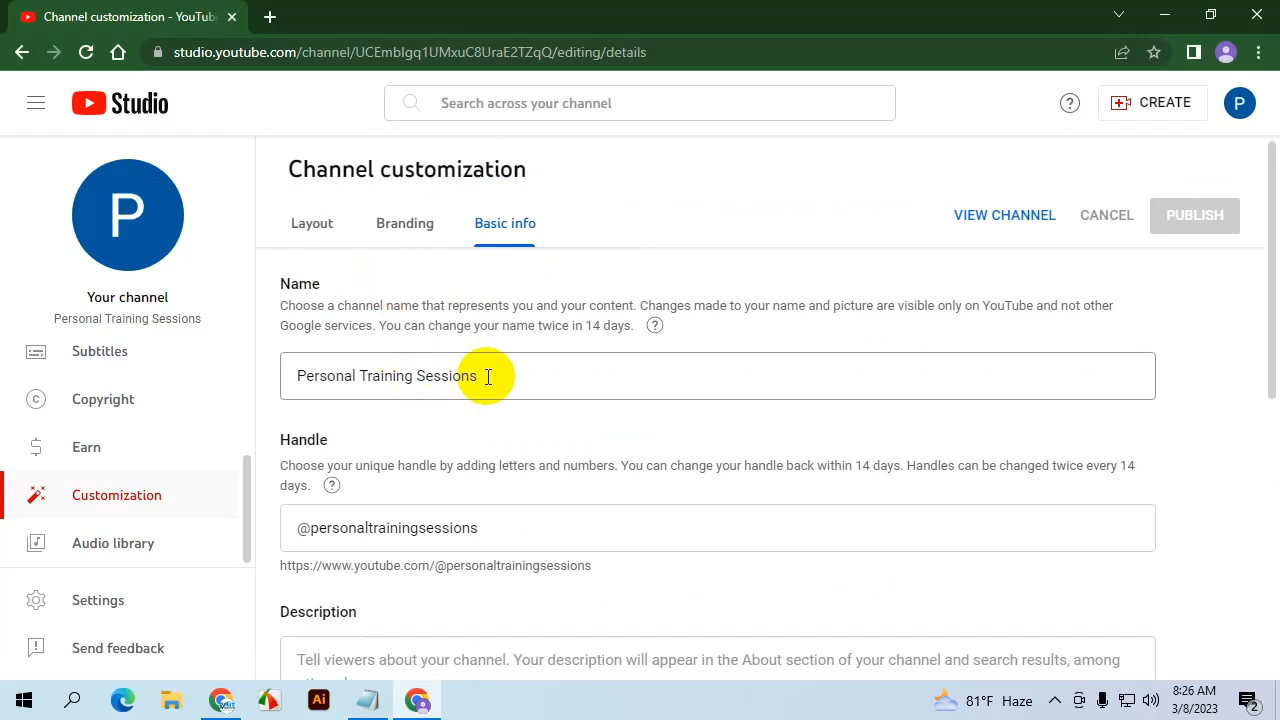 Channel customization - YouTube
studio.youtube.com/channel/UCEmbIgq1UMxuC8UraE2TZqQ/editing/details
Studio
Search across your channel
?
CREATE
P
P
Your channel
Personal Training Sessions
Subtitles
Copyright
Earn
Customization
Audio library
Settings
Send feedback
Channel customization
Layout
Branding
Basic info
VIEW CHANNEL
CANCEL
PUBLISH
Name
Choose a channel name that represents you and your content. Changes made to your name and picture are visible only on YouTube and not other
Google services. You can change your name twice in 14 days. ?
Personal Training Sessions
Handle
Choose your unique handle by adding letters and numbers. You can change your handle back within 14 days. Handles can be changed twice every 14
days. ?
@personaltrainingsessions
https://www.youtube.com/@personaltrainingsessions
Description
Tell viewers about your channel. Your description will appear in the About section of your channel and search results, among
Ai
81°F Haze
8:26 AM
3/8/2023
2